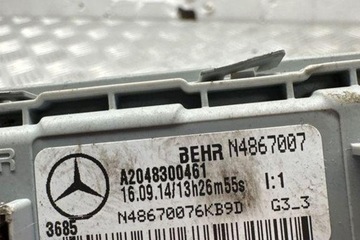 BEHR N4867007
A2048300461
16.09.14/13h26m55s I:1
3685 N48670076KB9D G3_3